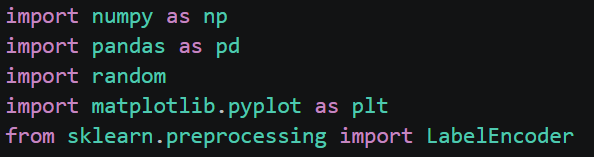 import numpy as np
import pandas as pd
import random
import matplotlib.pyplot as plt
from sklearn.preprocessing import LabelEncoder